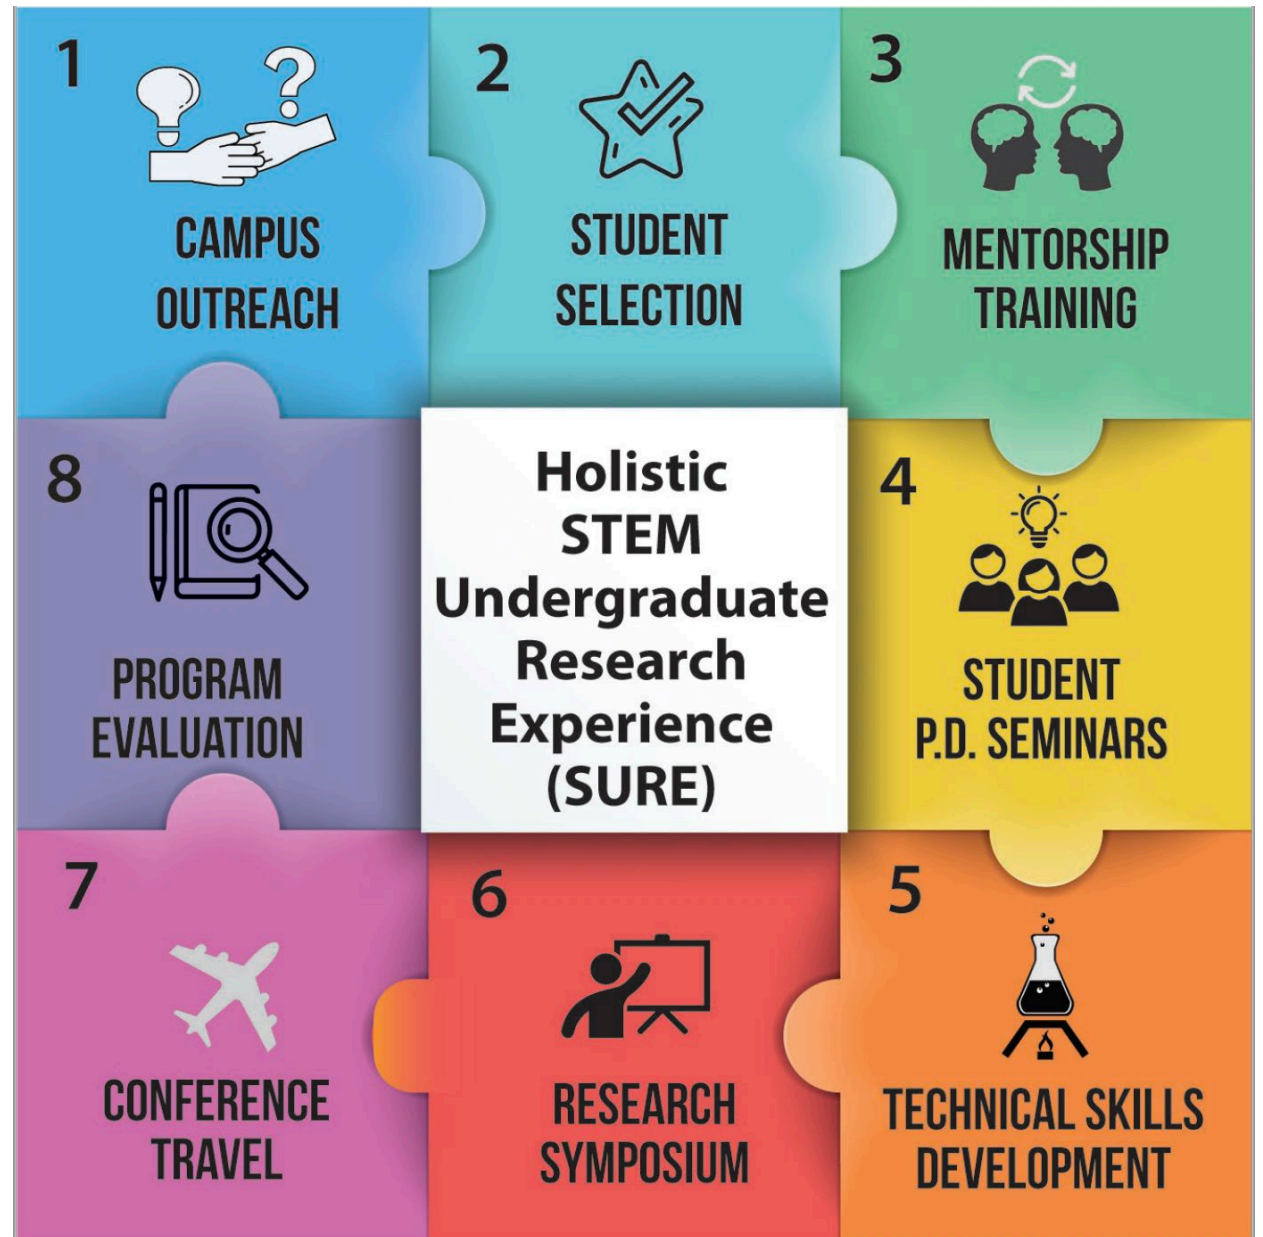 1
CAMPUS
OUTREACH
2
STUDENT
SELECTION
3
MENTORSHIP
TRAINING
8
PROGRAM
EVALUATION
Holistic
STEM
Undergraduate
Research
Experience
(SURE)
4
STUDENT
P.D. SEMINARS
7
CONFERENCE
TRAVEL
6
RESEARCH
SYMPOSIUM
5
TECHNICAL SKILLS
DEVELOPMENT